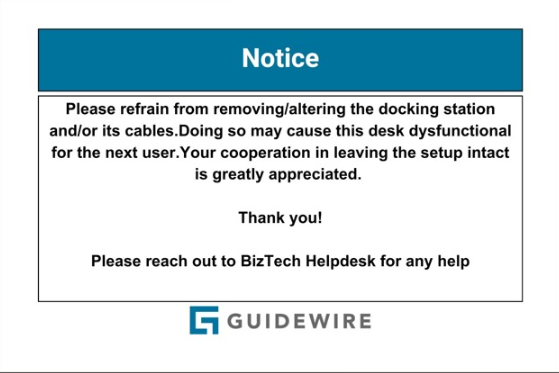 Notice
Please refrain from removing/altering the docking station
and/or its cables.Doing so may cause this desk dysfunctional
for the next user.Your cooperation in leaving the setup intact
is greatly appreciated.
Thank you!
Please reach out to BizTech Helpdesk for any help
GUIDEWIRE